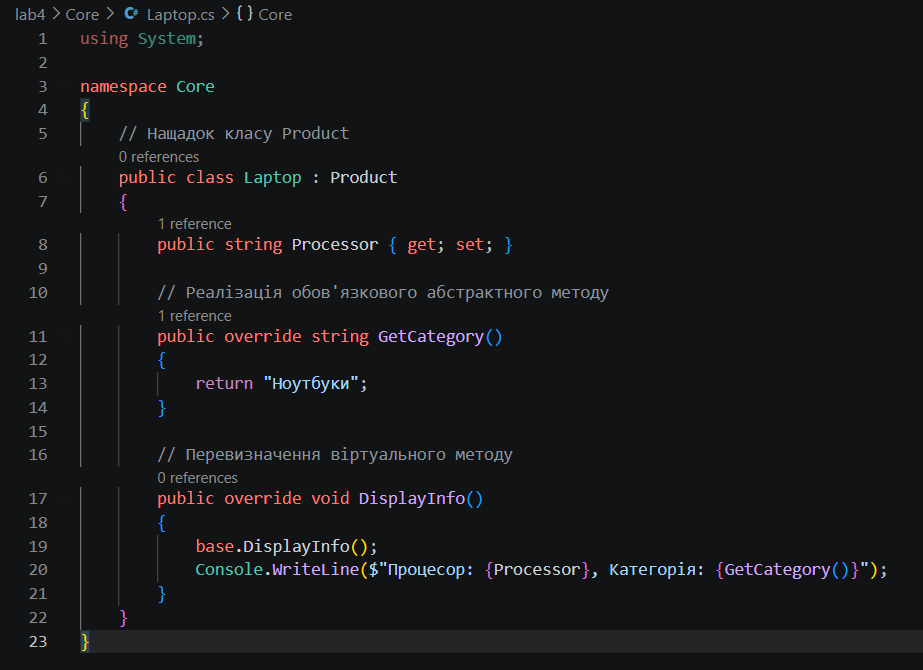 lab4 > Core > C# Laptop.cs > {} Core
1 using System;
2
3 namespace Core
4 {
5 // Нащадок класу Product
0 references
6 public class Laptop : Product
7 {
1 reference
8 public string Processor { get; set; }
9
10 // Реалізація обов'язкового абстрактного методу
1 reference
11 public override string GetCategory()
12 {
13 return "Ноутбуки";
14 }
15
16 // Перевизначення віртуального методу
0 references
17 public override void DisplayInfo()
18 {
19 base.DisplayInfo();
20 Console.WriteLine($"Процесор: {Processor}, Категорія: {GetCategory()}");
21 }
22 }
23 }